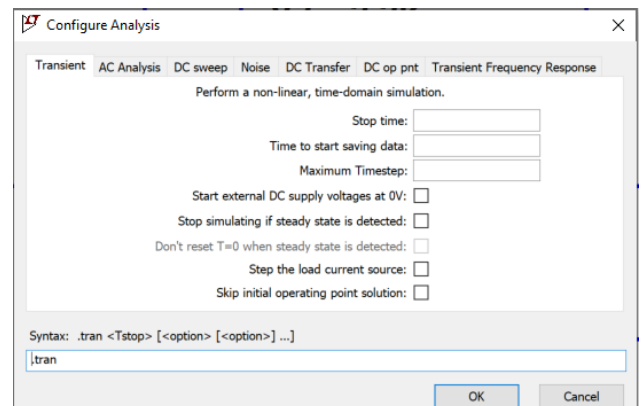 Configure Analysis
Transient AC Analysis DC sweep Noise DC Transfer DC op pnt Transient Frequency Response
Perform a non-linear, time-domain simulation.
Stop time:
Time to start saving data:
Maximum Timestep:
Start external DC supply voltages at 0V:
Stop simulating if steady state is detected:
Don't reset T=0 when steady state is detected:
Step the load current source:
Skip initial operating point solution:
Syntax: .tran <Tstop> [<option> [<option>] ...]
.tran
OK Cancel